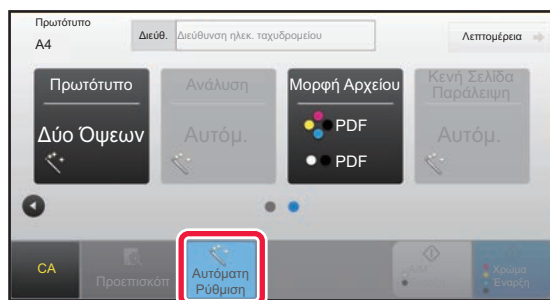 Πρωτότυπο
A4
Διεύθ.
Διεύθυνση ηλεκ. ταχυδρομείου
Λεπτομέρεια
Πρωτότυπο
Δύο Όψεων
Ανάλυση
Αυτόμ.
Μορφή Αρχείου
PDF
PDF
Κενή Σελίδα
Παράλειψη
Αυτόμ.
CA
Προεπισκόπ
Αυτόματη
Ρύθμιση
Χρώμα
Έναρξη